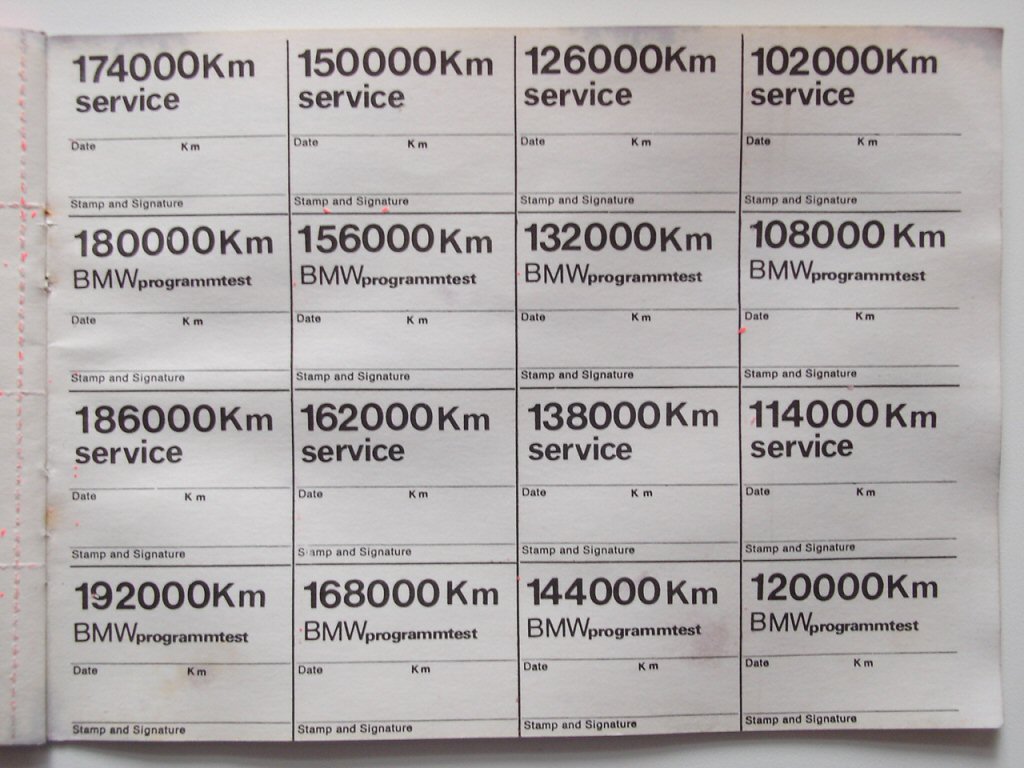 174000Km
service
Date Km
Stamp and Signature
180000Km
BMWprogrammtest
Date Km
Stamp and Signature
186000Km
service
Date Km
Stamp and Signature
192000Km
BMWprogrammtest
Date Km
Stamp and Signature
150000Km
service
Date Km
Stamp and Signature
156000Km
BMWprogrammtest
Date Km
Stamp and Signature
162000Km
service
Date Km
Stamp and Signature
168000Km
BMWprogrammtest
Date Km
Stamp and Signature
126000Km
service
Date Km
Stamp and Signature
132000Km
BMWprogrammtest
Date Km
Stamp and Signature
138000Km
service
Date Km
Stamp and Signature
144000Km
BMWprogrammtest
Date Km
Stamp and Signature
102000Km
service
Date Km
Stamp and Signature
108000Km
BMWprogrammtest
Date Km
Stamp and Signature
114000Km
service
Date Km
Stamp and Signature
120000Km
BMWprogrammtest
Date Km
Stamp and Signature